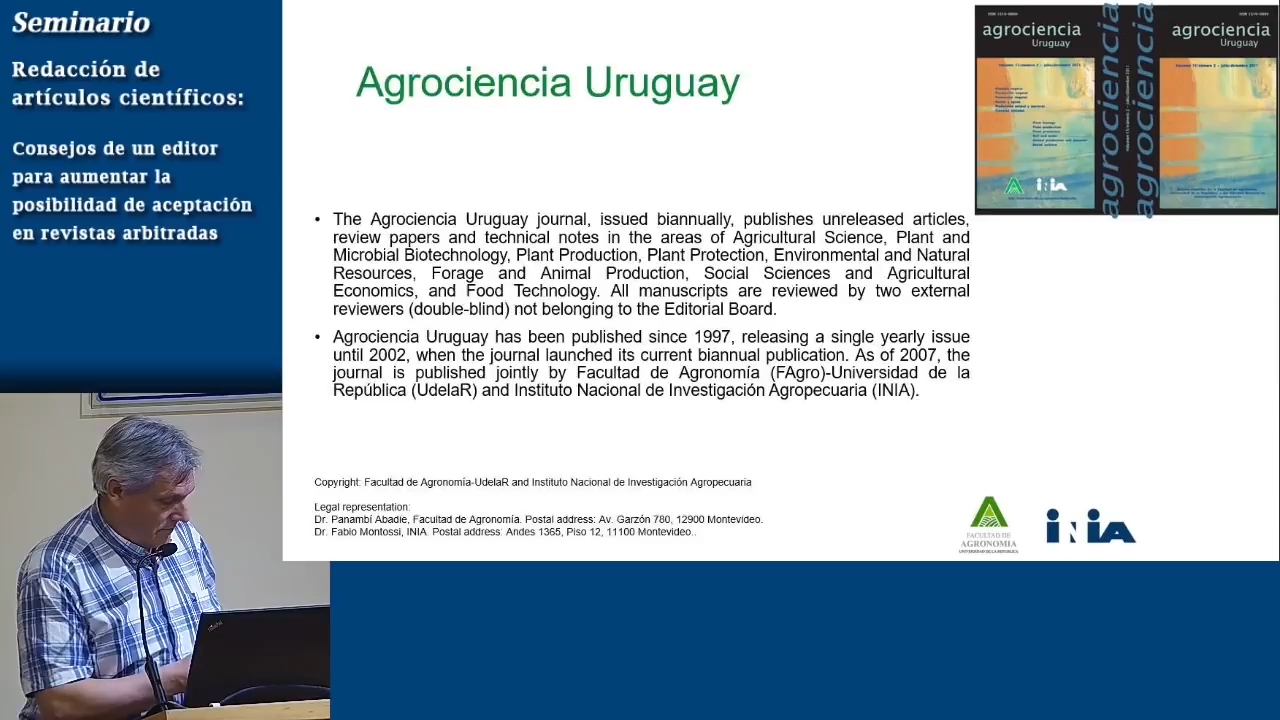 Seminario
Redacción de
artículos científicos:
Consejos de un editor
para aumentar la
posibilidad de aceptación
en revistas arbitradas
Agrociencia Uruguay
agrociencia
Uruguay
agrociencia
agrociencia
agrociencia
Uruguay
• The Agrociencia Uruguay journal, issued biannually, publishes unreleased articles,
review papers and technical notes in the areas of Agricultural Science, Plant and
Microbial Biotechnology, Plant Production, Plant Protection, Environmental and Natural
Resources, Forage and Animal Production, Social Sciences and Agricultural
Economics, and Food Technology. All manuscripts are reviewed by two external
reviewers (double-blind) not belonging to the Editorial Board.
• Agrociencia Uruguay has been published since 1997, releasing a single yearly issue
until 2002, when the journal launched its current biannual publication. As of 2007, the
journal is published jointly by Facultad de Agronomía (FAgro)-Universidad de la
República (UdelaR) and Instituto Nacional de Investigación Agropecuaria (INIA).
Copyright: Facultad de Agronomía-UdelaR and Instituto Nacional de Investigación Agropecuaria
Legal representation:
Dr. Panambí Abadie, Facultad de Agronomía. Postal address: Av. Garzón 780, 12900 Montevideo.
Dr. Fabio Montossi, INIA. Postal address: Andes 1365, Piso 12, 11100 Montevideo..
FACULTAD DE
AGRONOMIA
UNIVERSIDAD DE LA REPUBLICA
INIA